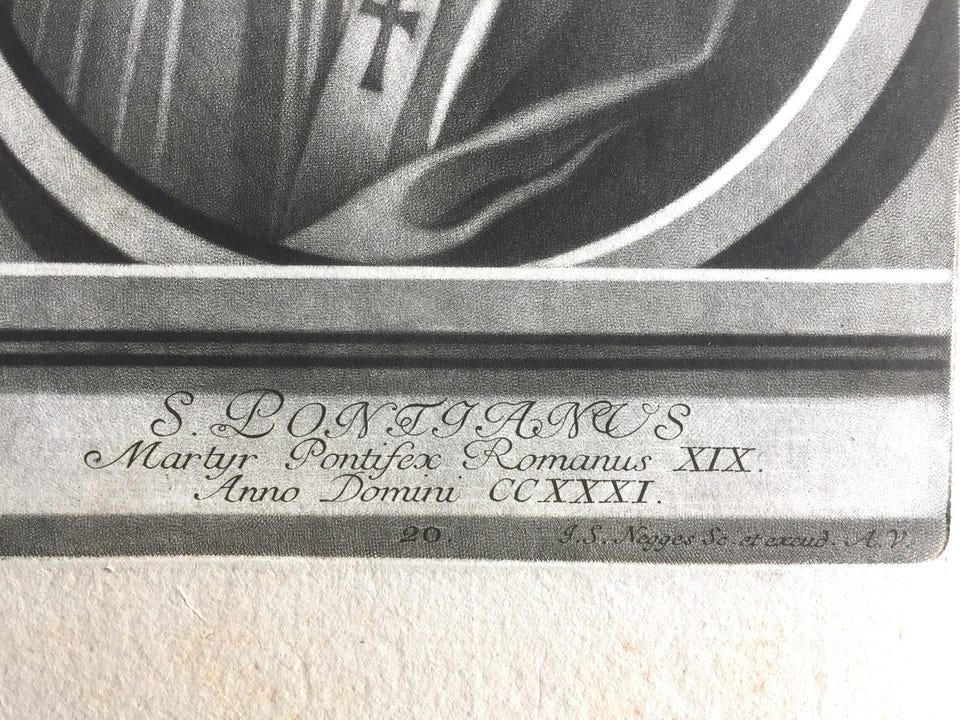 S. PONTIANUS
Martyr Pontifex Romanus XIX.
Anno Domini CCXXXI.
20. J. S. Negges Sc. et excud. A. V.